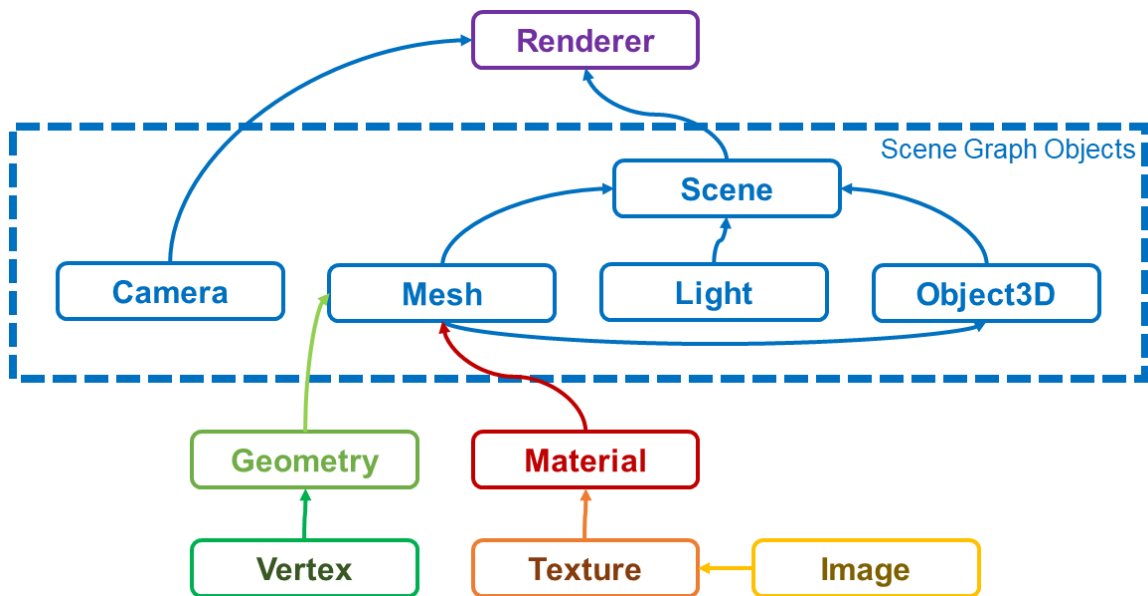 Renderer
Scene Graph Objects
Scene
Camera
Mesh
Light
Object3D
Geometry
Material
Vertex
Texture
Image